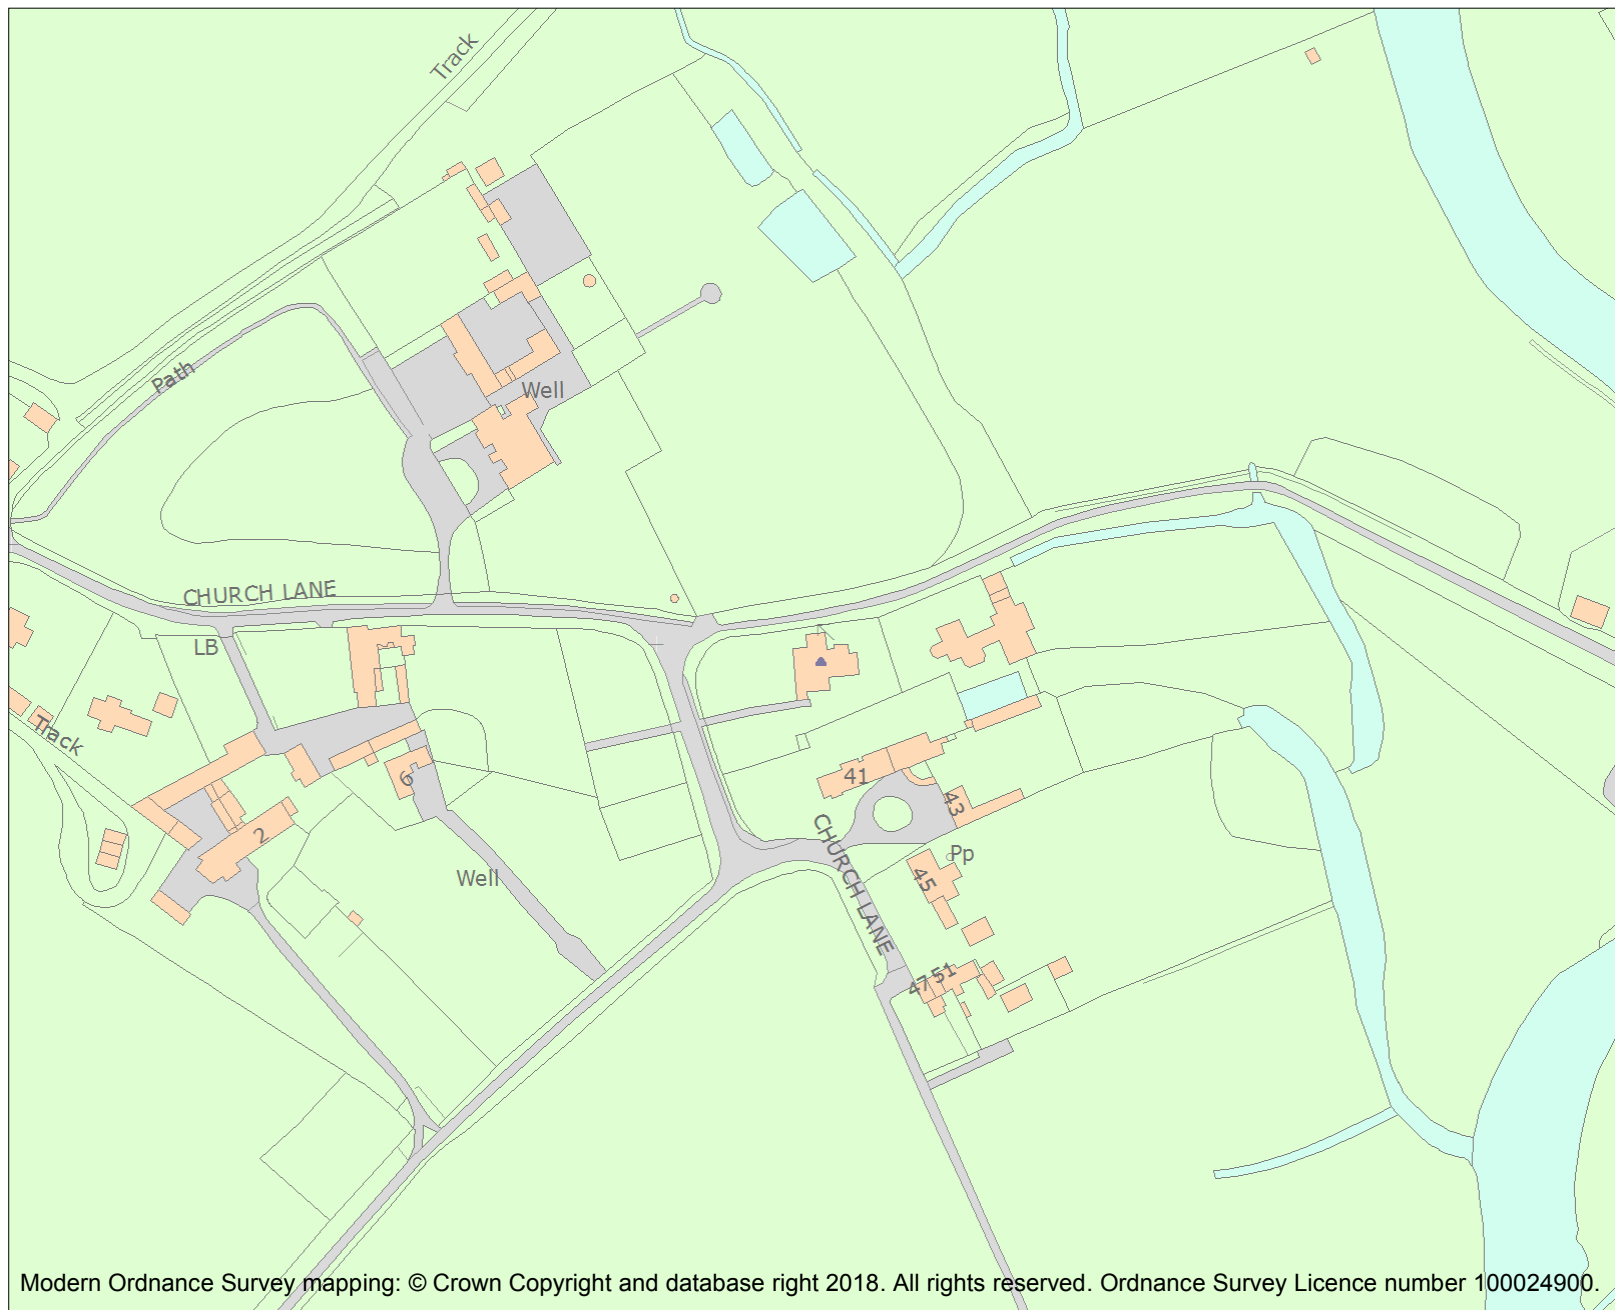 Track
Path
Well
CHURCH LANE
LB
Track
6
2
Well
41
43
CHURCH LANE
Pp
45
47 51
Modern Ordnance Survey mapping: © Crown Copyright and database right 2018. All rights reserved. Ordnance Survey Licence number 100024900.